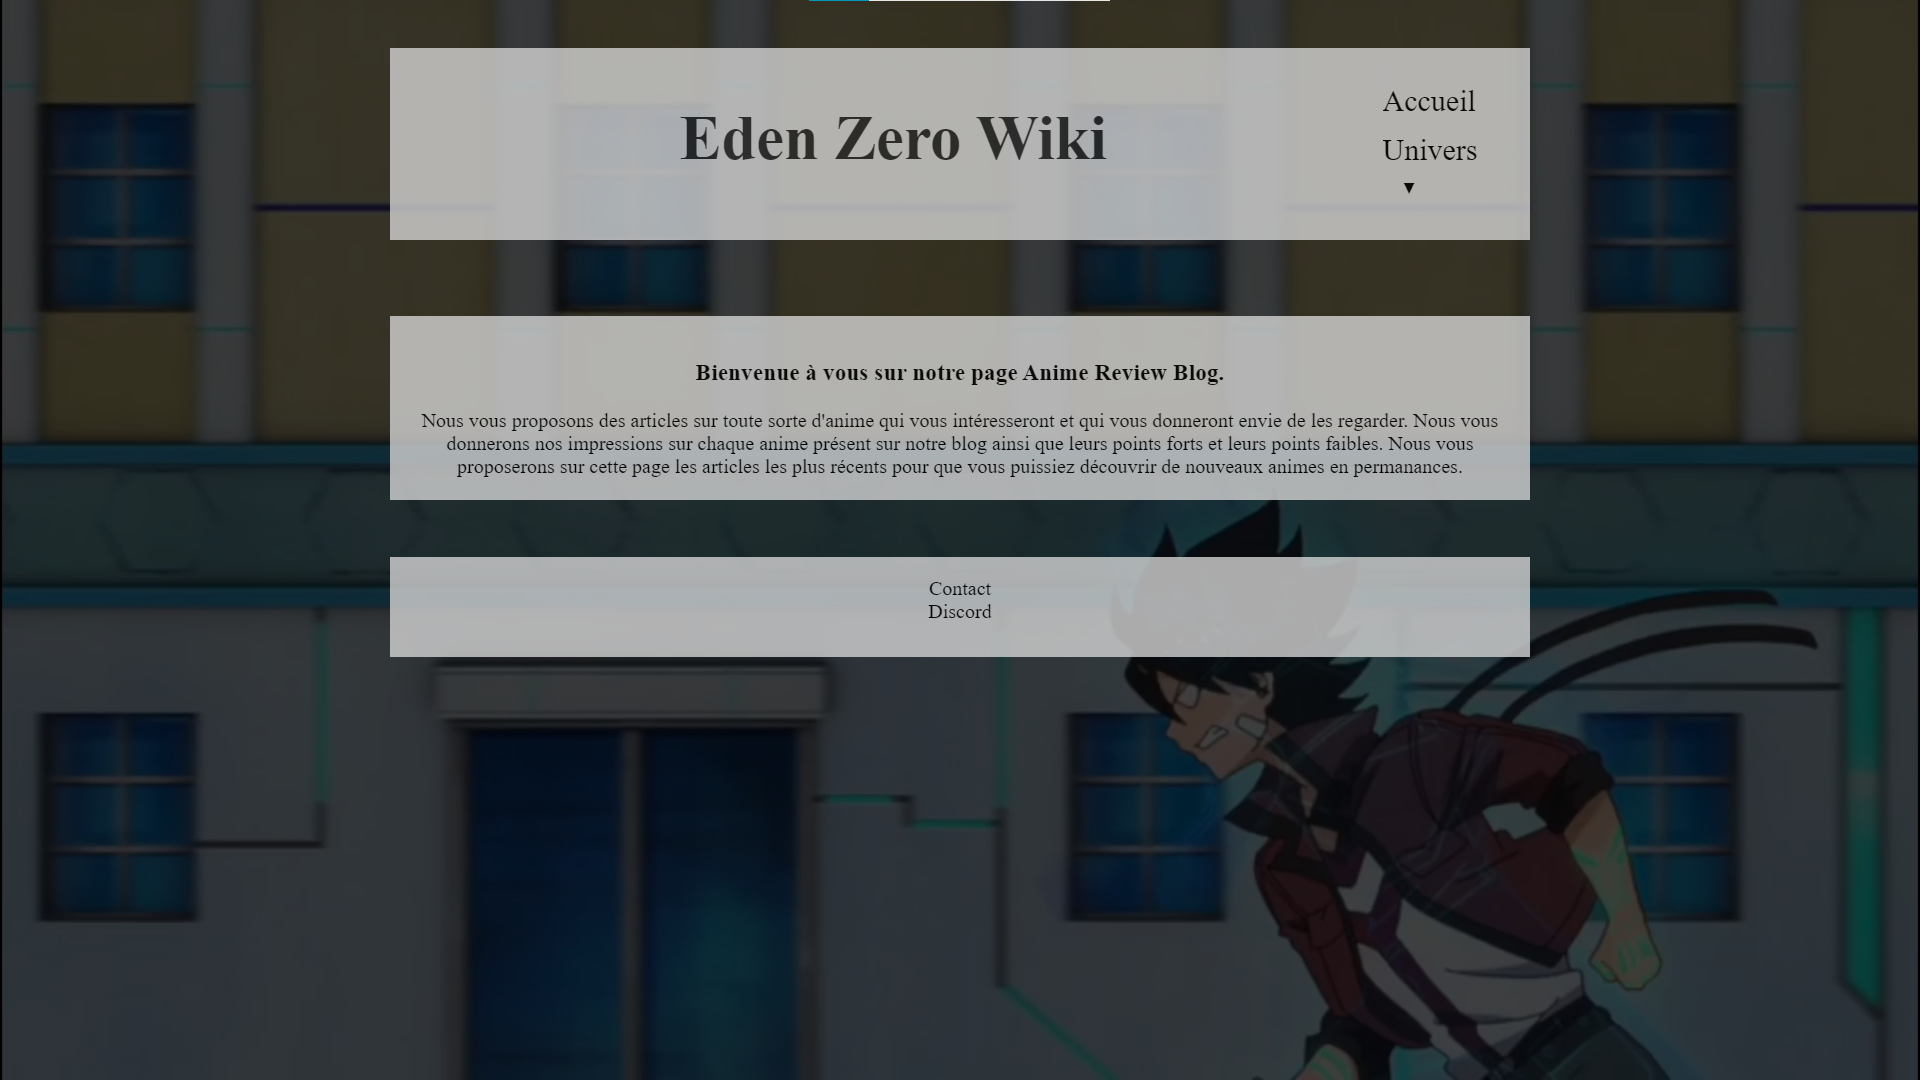 Eden Zero Wiki
Accueil
Univers
▼
Bienvenue à vous sur notre page Anime Review Blog.
Nous vous proposons des articles sur toute sorte d'anime qui vous intéresseront et qui vous donneront envie de les regarder. Nous vous
donnerons nos impressions sur chaque anime présent sur notre blog ainsi que leurs points forts et leurs points faibles. Nous vous
proposerons sur cette page les articles les plus récents pour que vous puissiez découvrir de nouveaux animes en permanances.
Contact
Discord